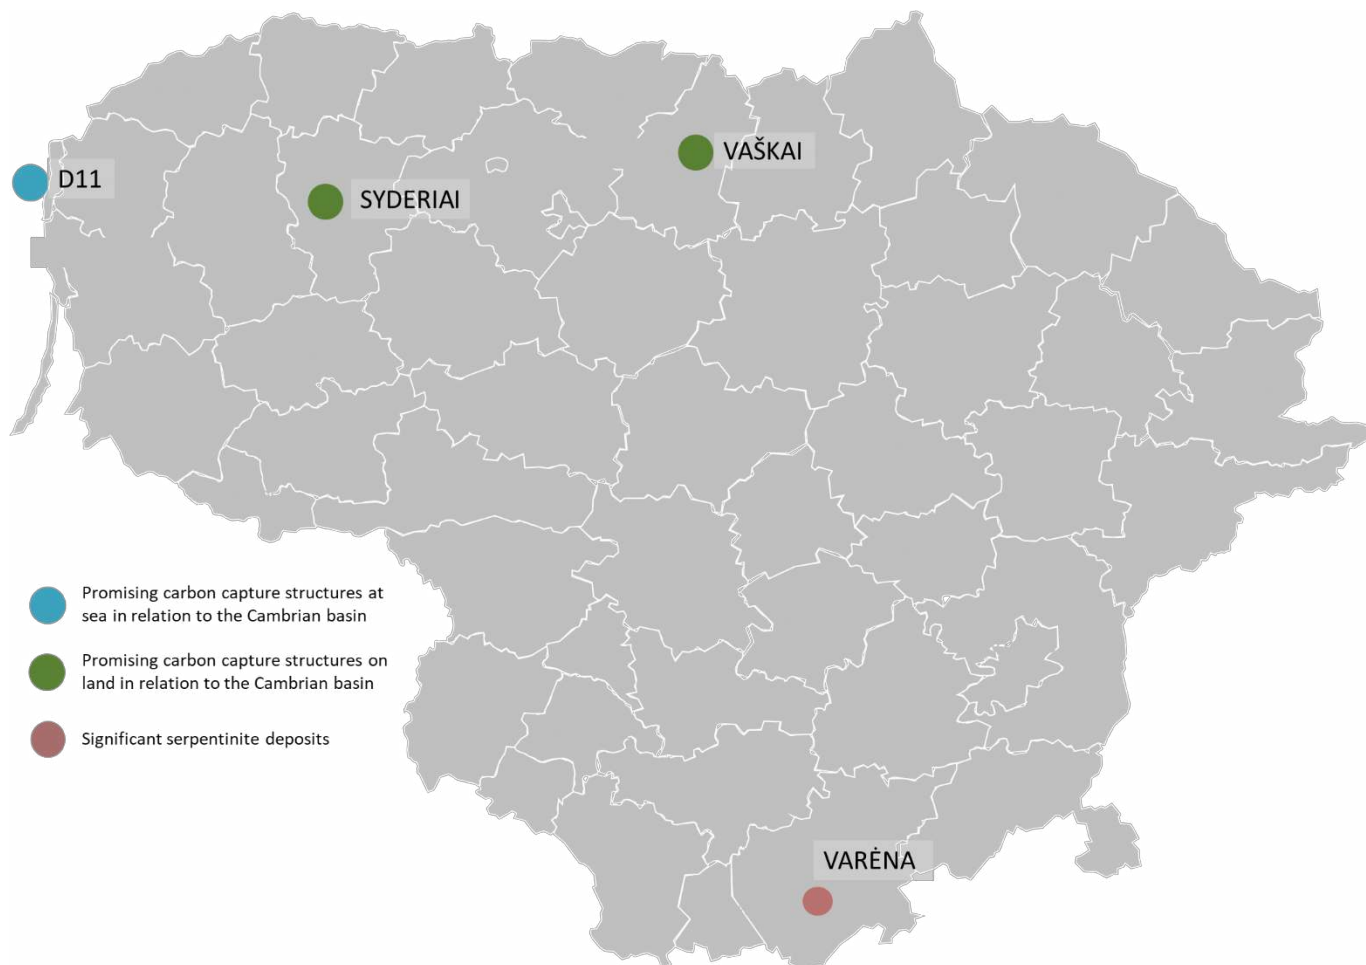 VAŠKAI
D11
SYDERIAI
Promising carbon capture structures at
sea in relation to the Cambrian basin
Promising carbon capture structures on
land in relation to the Cambrian basin
Significant serpentinite deposits
VARĖNA